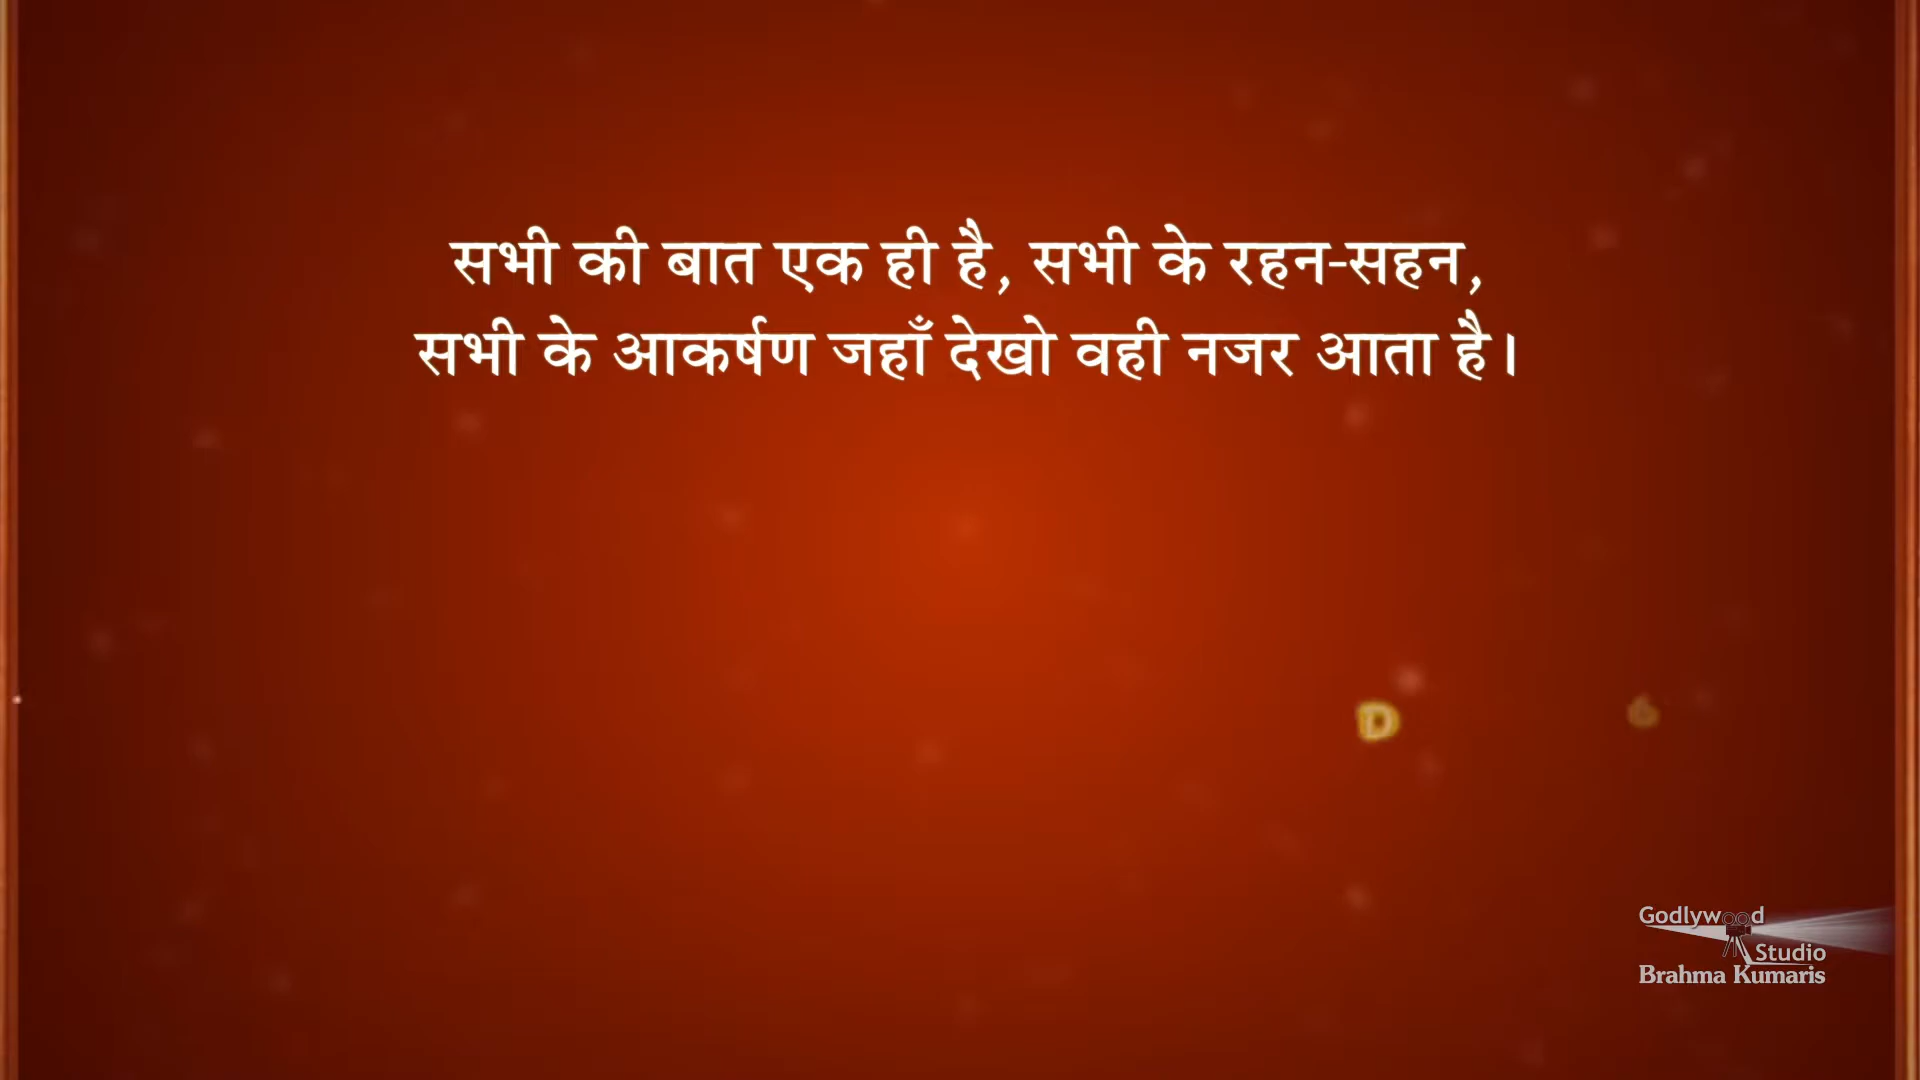 सभी की बात एक ही है, सभी के रहन-सहन,
सभी के आकर्षण जहाँ देखो वही नजर आता है।
D
Godlywood
Studio
Brahma Kumaris